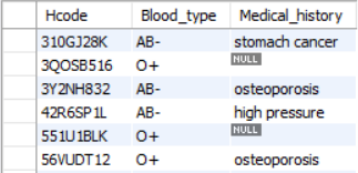 Hcode Blood_type Medical_history
310GJ28K AB- stomach cancer
3QOSB516 O+ NULL
3Y2NH832 AB- osteoporosis
42R6SP1L AB- high pressure
551U1BLK O+ NULL
56VUDT12 O+ osteoporosis